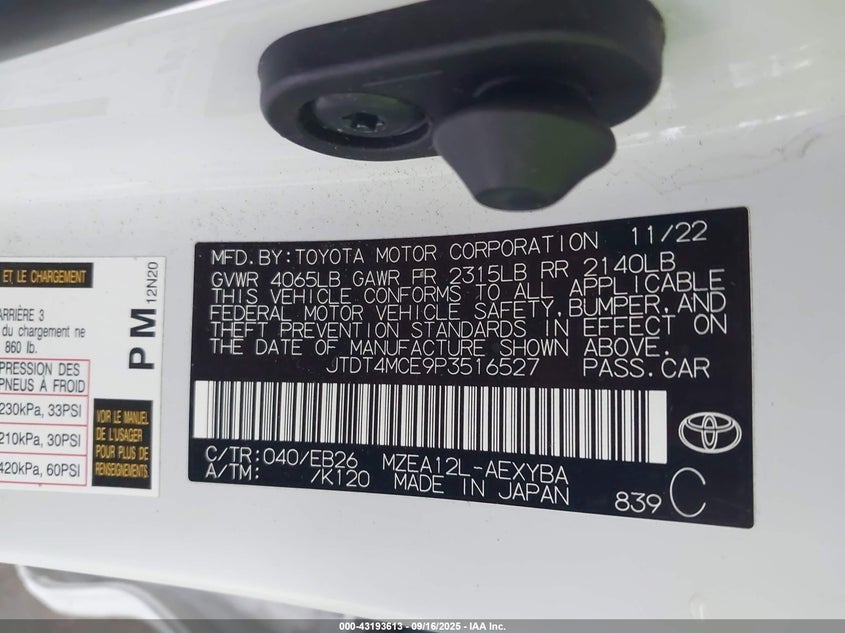 ET LE CHARGEMENT
ARRIÈRE 3
du chargement ne
860 lb.
PRESSION DES
PNEUS À FROID
230kPa, 33PSI
210kPa, 30PSI
420kPa, 60PSI
PM
12N20
VOIR LE MANUEL
DE L'USAGER
POUR PLUS DE
RENSEIGNEMENTS
MFD.BY:TOYOTA MOTOR CORPORATION 11/22
GVWR 4065LB GAWR FR 2315LB RR 2140LB
THIS VEHICLE CONFORMS TO ALL APPLICABLE
FEDERAL MOTOR VEHICLE SAFETY,BUMPER,AND
THEFT PREVENTION STANDARDS IN EFFECT ON
THE DATE OF MANUFACTURE SHOWN ABOVE.
JTDT4MCE9P3516527 PASS.CAR
C/TR:040/EB26 MZEA12L-AEXYBA
A/TM: /K120 MADE IN JAPAN
839 C
000-43193613 - 09/16/2025 - IAA Inc.